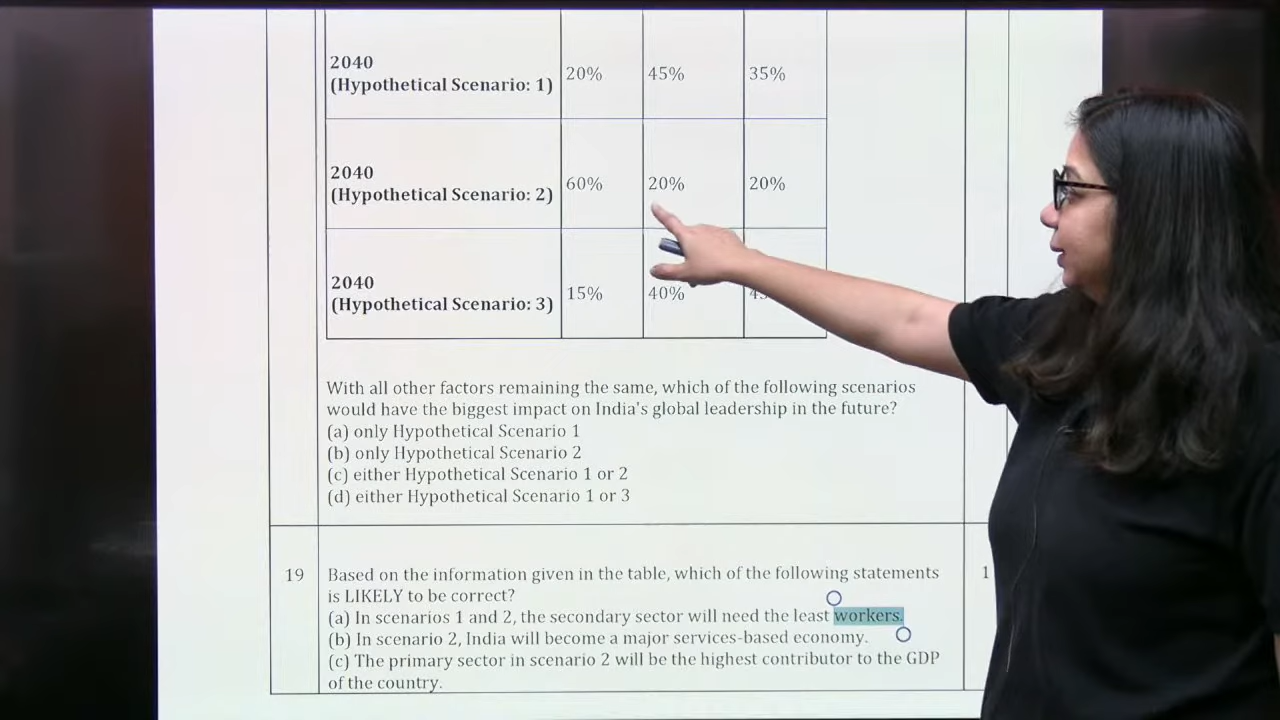 2040
(Hypothetical Scenario: 1) 20% 45% 35%
2040
(Hypothetical Scenario: 2) 60% 20% 20%
2040
(Hypothetical Scenario: 3) 15% 40%
With all other factors remaining the same, which of the following scenarios
would have the biggest impact on India's global leadership in the future?
(a) only Hypothetical Scenario 1
(b) only Hypothetical Scenario 2
(c) either Hypothetical Scenario 1 or 2
(d) either Hypothetical Scenario 1 or 3
19 Based on the information given in the table, which of the following statements 1
is LIKELY to be correct?
(a) In scenarios 1 and 2, the secondary sector will need the least workers.
(b) In scenario 2, India will become a major services-based economy.
(c) The primary sector in scenario 2 will be the highest contributor to the GDP
of the country.